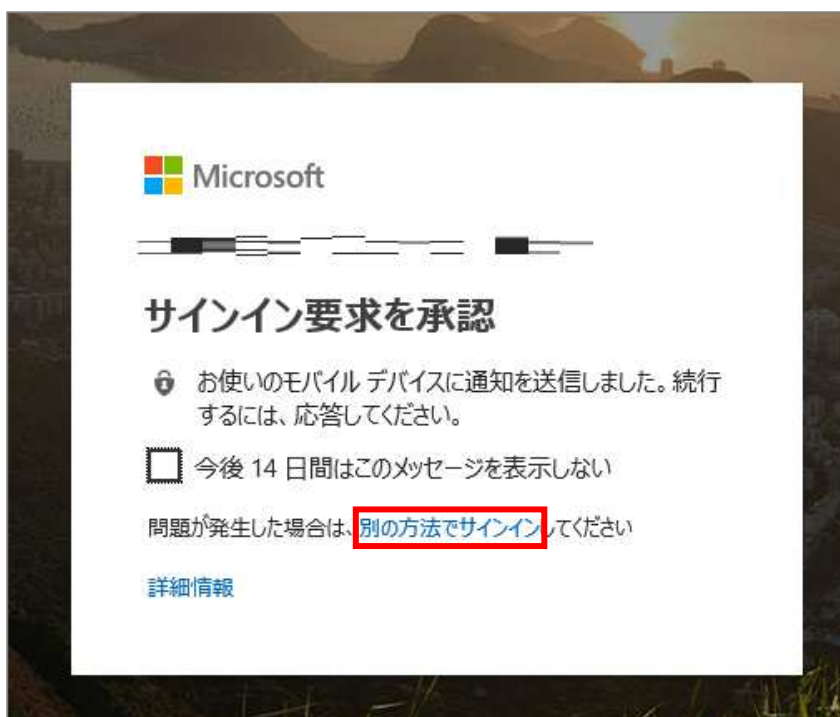 Microsoft
サインイン要求を承認
お使いのモバイル デバイスに通知を送信しました。続行
するには、応答してください。
今後 14 日間はこのメッセージを表示しない
問題が発生した場合は、別の方法でサインインしてください
詳細情報